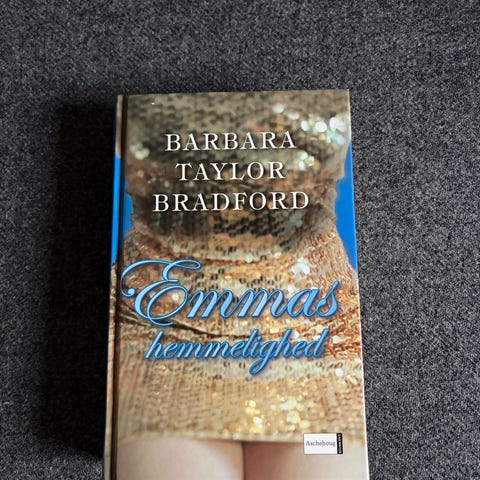 BARBARA
TAYLOR
BRADFORD
Emmas
hemmelighed
Aschehoug